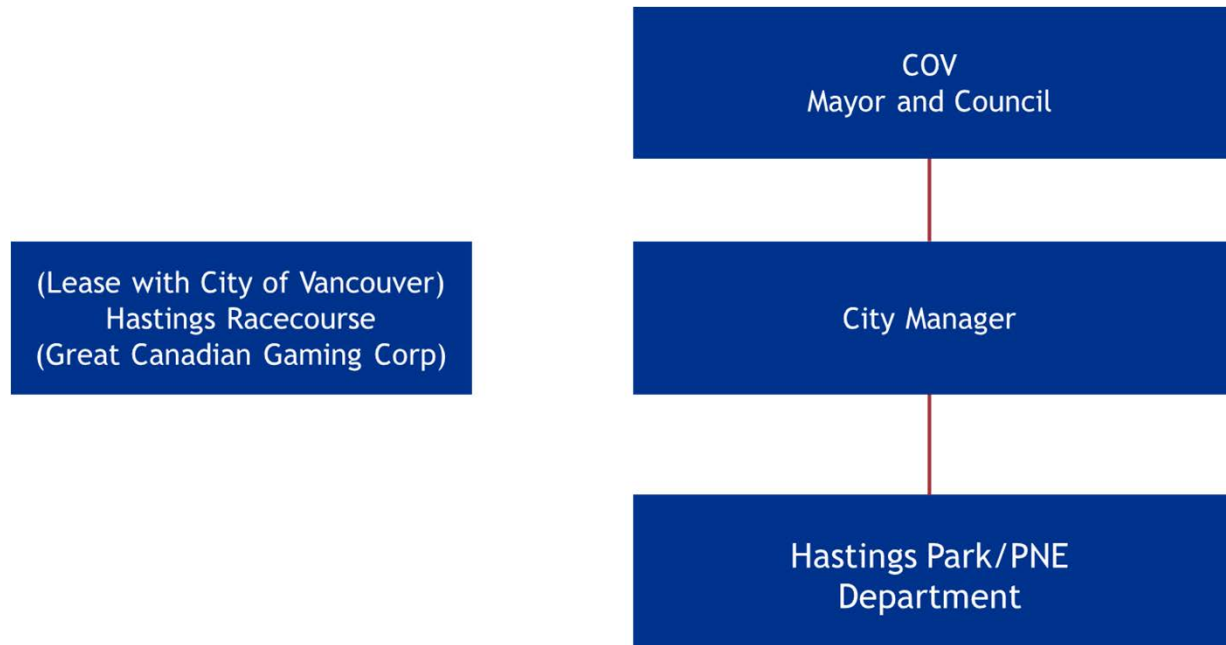 COV
Mayor and Council
(Lease with City of Vancouver)
Hastings Racecourse
(Great Canadian Gaming Corp)
City Manager
Hastings Park/PNE
Department